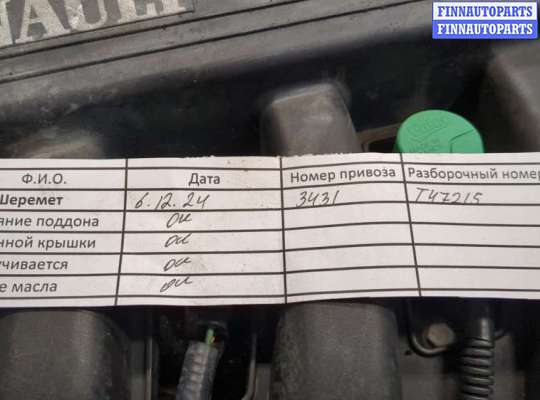 FINNAUTOPARTS
FINNAUTOPARTS
Ф.И.О. Дата Номер привоза Разборочный номер
Шеремет 6.12.24 3431 T47215
яние поддона ок
нной крышки ок
учивается ок
е масла ок